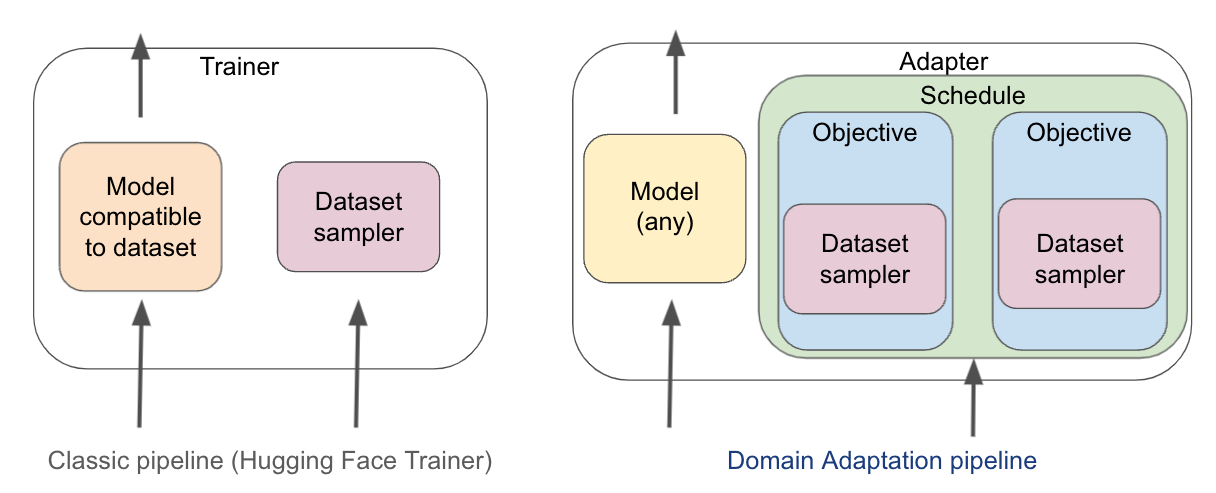 Trainer
Model
compatible
to dataset
Dataset
sampler
Classic pipeline (Hugging Face Trainer)
Adapter
Schedule
Model
(any)
Objective
Dataset
sampler
Objective
Dataset
sampler
Domain Adaptation pipeline